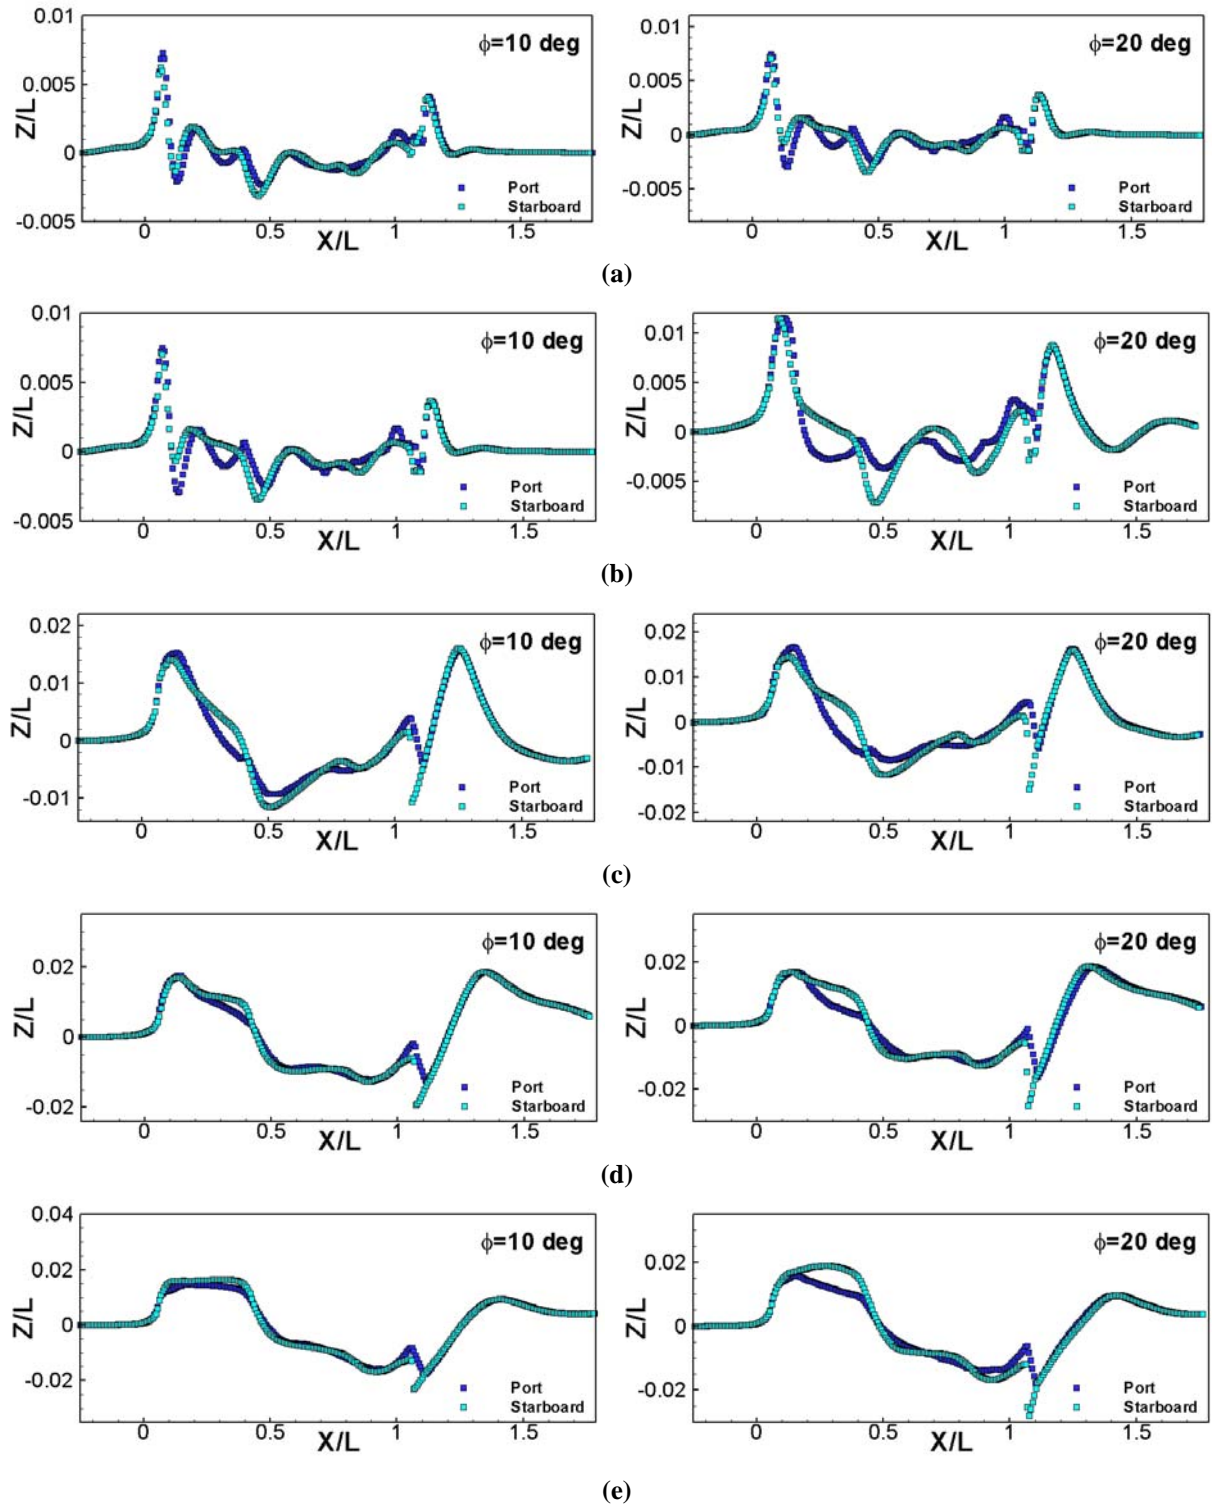 0.01
0.005
0
-0.005
Z/L
ϕ=10 deg
Port
Starboard
0 0.5 1 1.5
X/L
0.01
0.005
0
-0.005
ϕ=20 deg
Port
Starboard
0 0.5 1 1.5
X/L
(a)
0.01
0.005
0
-0.005
Z/L
ϕ=10 deg
Port
Starboard
0 0.5 1 1.5
X/L
0.01
0.005
0
-0.005
Z/L
ϕ=20 deg
Port
Starboard
0 0.5 1 1.5
X/L
(b)
0.02
0.01
0
-0.01
Z/L
ϕ=10 deg
Port
Starboard
0 0.5 1 1.5
X/L
0.02
0.01
0
-0.01
-0.02
Z/L
ϕ=20 deg
Port
Starboard
0 0.5 1 1.5
X/L
(c)
0.02
0
-0.02
Z/L
ϕ=10 deg
Port
Starboard
0 0.5 1 1.5
X/L
0.02
0
-0.02
Z/L
ϕ=20 deg
Port
Starboard
0 0.5 1 1.5
X/L
(d)
0.04
0.02
0
-0.02
Z/L
ϕ=10 deg
Port
Starboard
0 0.5 1 1.5
X/L
0.02
0
-0.02
Z/L
ϕ=20 deg
Port
Starboard
0 0.5 1 1.5
X/L
(e)